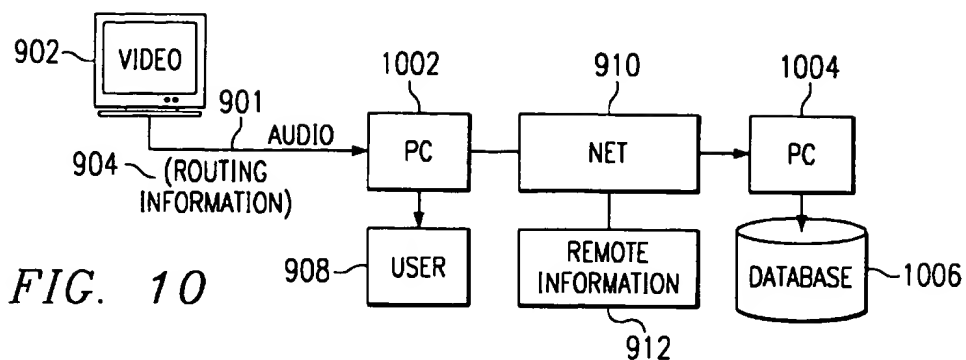 902
VIDEO
901
AUDIO
904
(ROUTING
INFORMATION)
1002
PC
910
NET
1004
PC
908
USER
REMOTE
INFORMATION
912
DATABASE
1006
FIG. 10